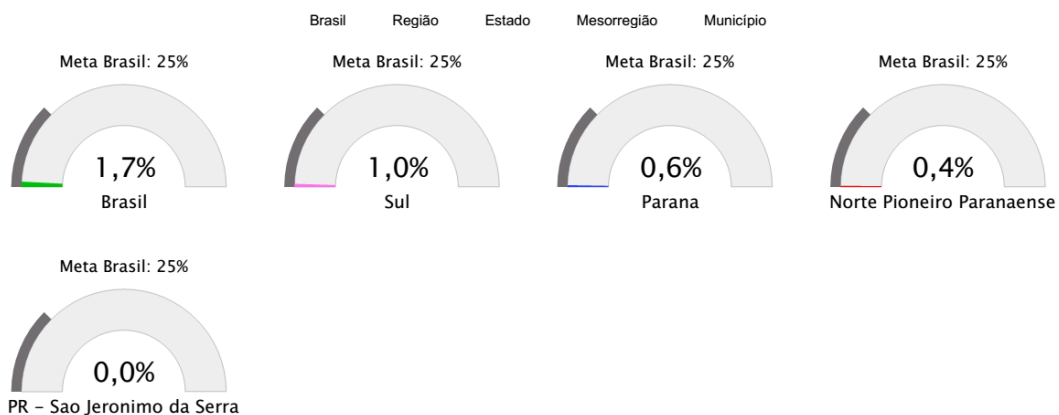 Brasil Região Estado Mesorregião Município
Meta Brasil: 25% Meta Brasil: 25% Meta Brasil: 25% Meta Brasil: 25%
1,7% 1,0% 0,6% 0,4%
Brasil Sul Parana Norte Pioneiro Paranaense
Meta Brasil: 25%
0,0%
PR – Sao Jeronimo da Serra